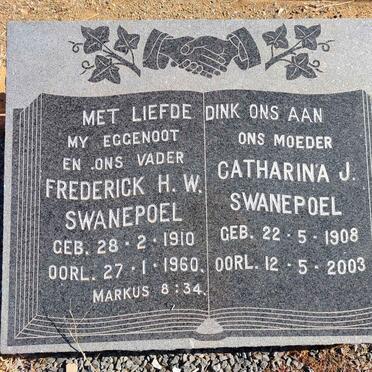 MET LIEFDE DINK ONS AAN
MY EGGENOOT
EN ONS VADER
FREDERICK H. W.
SWANEPOEL
GEB. 28 - 2 - 1910
OORL. 27 - 1 - 1960.
MARKUS 8 : 34.
ONS MOEDER
CATHARINA J.
SWANEPOEL
GEB. 22 - 5 - 1908
OORL. 12 - 5 - 2003